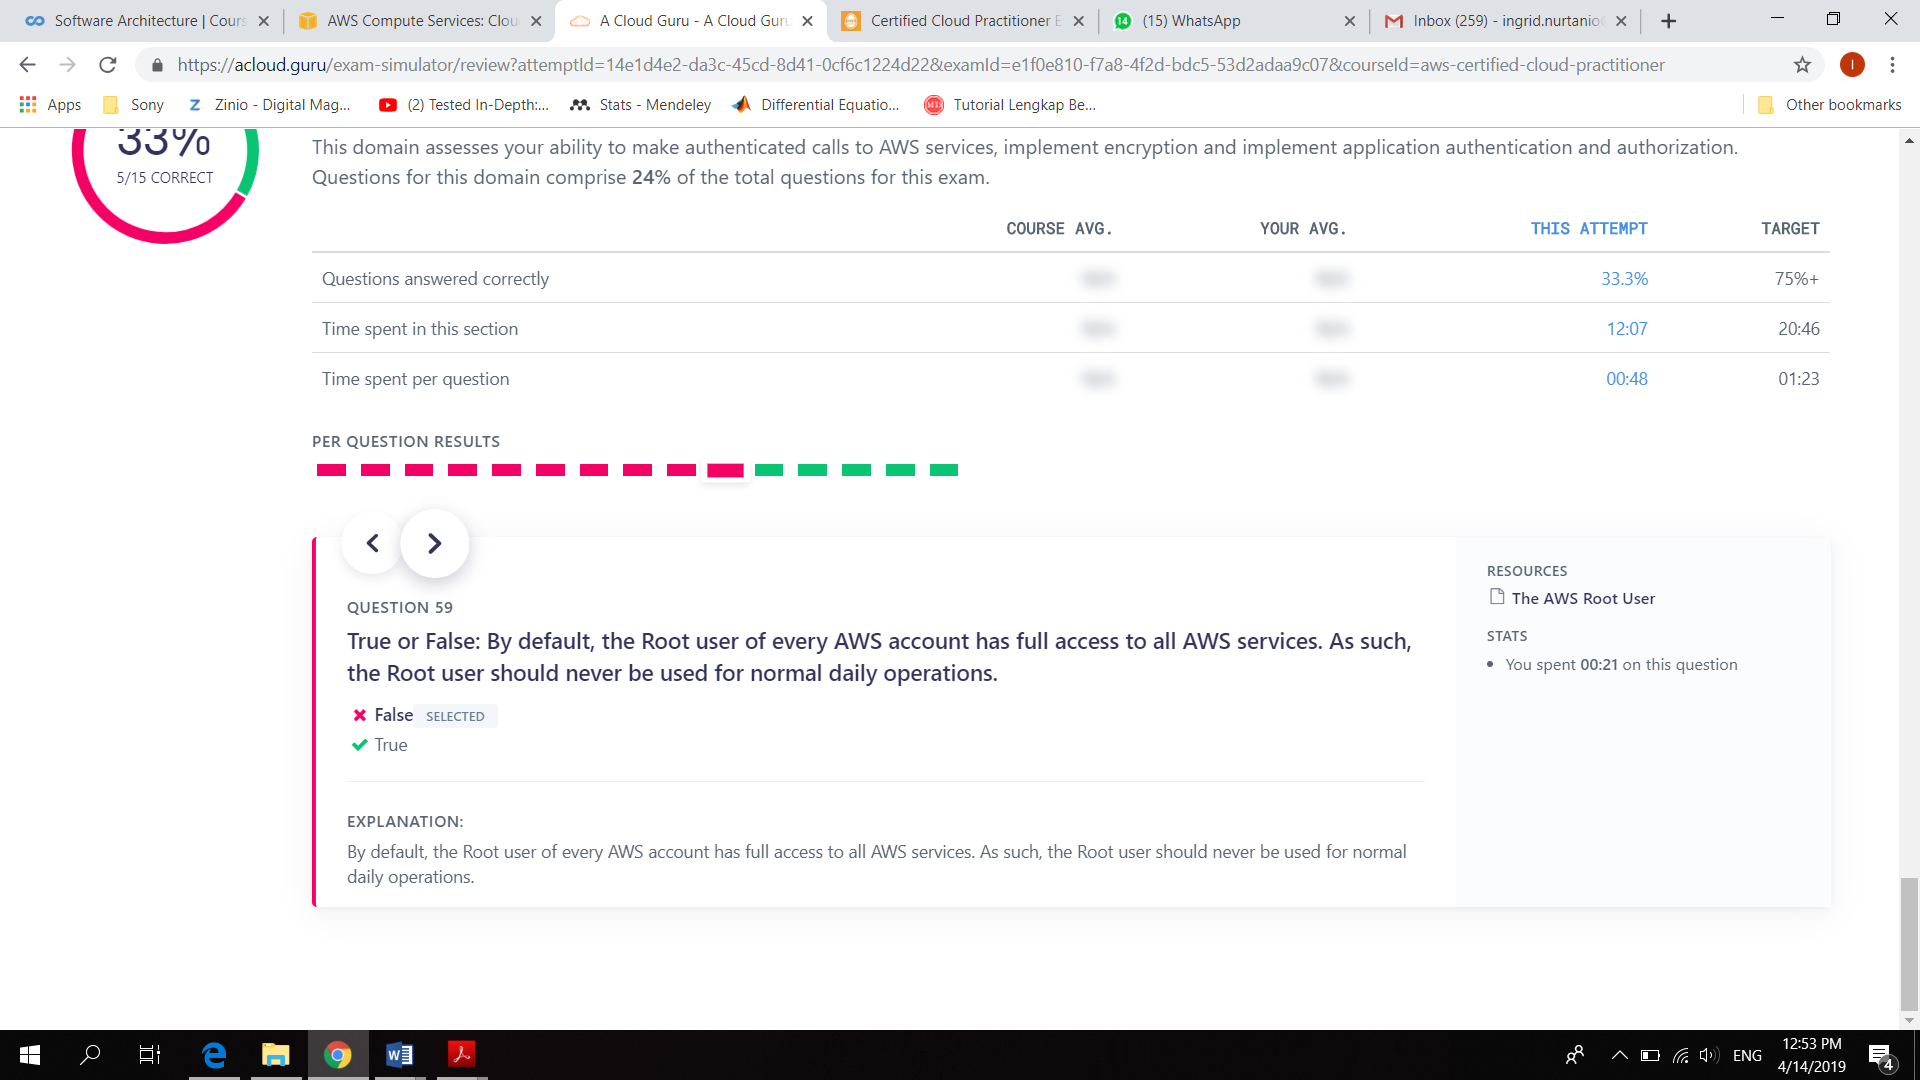 Software Architecture | Cours
AWS Compute Services: Clou
A Cloud Guru - A Cloud Guru
Certified Cloud Practitioner E
(15) WhatsApp
Inbox (259) - ingrid.nurtanio
https://acloud.guru/exam-simulator/review?attemptId=14e1d4e2-da3c-45cd-8d41-0cf6c1224d22&examId=e1f0e810-f7a8-4f2d-bdc5-53d2adaa9c07&courseId=aws-certified-cloud-practitioner
Apps
Sony
Zinio - Digital Mag...
(2) Tested In-Depth:...
Stats - Mendeley
Differential Equatio...
Tutorial Lengkap Be...
Other bookmarks
33%
5/15 CORRECT
This domain assesses your ability to make authenticated calls to AWS services, implement encryption and implement application authentication and authorization.
Questions for this domain comprise 24% of the total questions for this exam.
COURSE AVG. YOUR AVG. THIS ATTEMPT TARGET
Questions answered correctly 33.3% 75%+
Time spent in this section 12:07 20:46
Time spent per question 00:48 01:23
PER QUESTION RESULTS
QUESTION 59
True or False: By default, the Root user of every AWS account has full access to all AWS services. As such,
the Root user should never be used for normal daily operations.
False SELECTED
True
EXPLANATION:
By default, the Root user of every AWS account has full access to all AWS services. As such, the Root user should never be used for normal
daily operations.
RESOURCES
The AWS Root User
STATS
You spent 00:21 on this question
ENG
12:53 PM
4/14/2019
4